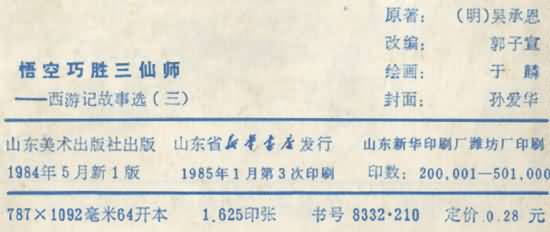 原著： (明)吴承恩
改编： 郭子宣
绘画： 于 麟
封面： 孙爱华
悟空巧胜三仙师
——西游记故事选（三）
山东美术出版社出版 山东省新华书店发行 山东新华印刷厂潍坊厂印刷
1984年5月新1版 1985年1月第3次印刷 印数：200,001—501,000
787×1092毫米64开本 1.625印张 书号 8332·210 定价 0.28 元